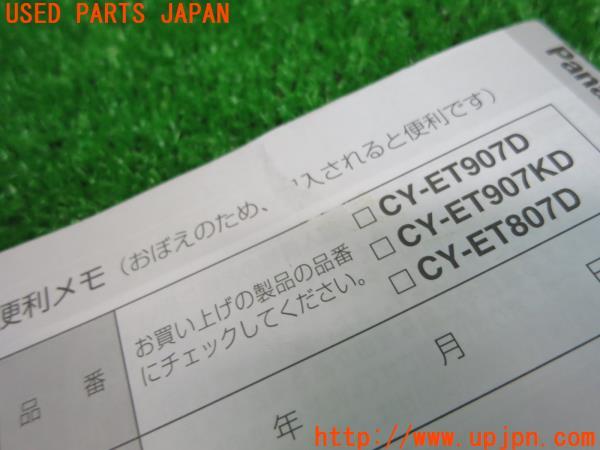 USED PARTS JAPAN
Pana
便利メモ（おぼえのため、 入されると便利です）
品 番
お買い上げの製品の品番
にチェックしてください。
□ CY-ET907D
□ CY-ET907KD
□ CY-ET807D
年 月
http://www.upjpn.com